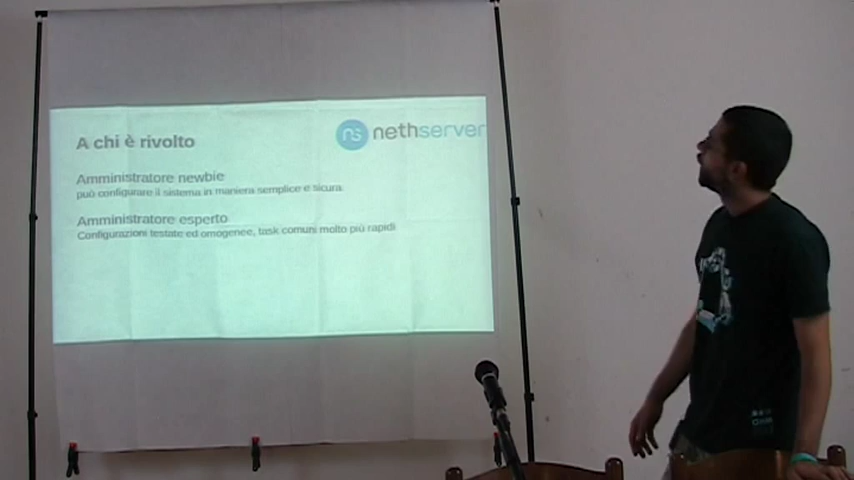 A chi è rivolto
nethserver
Amministratore newbie
può configurare il sistema in maniera semplice e sicura.
Amministratore esperto
Configurazioni testate ed omogenee, task comuni molto più rapidi